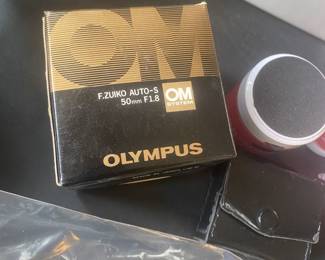 OM
F.ZUIKO AUTO-S
50mm F1.8
OM
SYSTEM
OLYMPUS